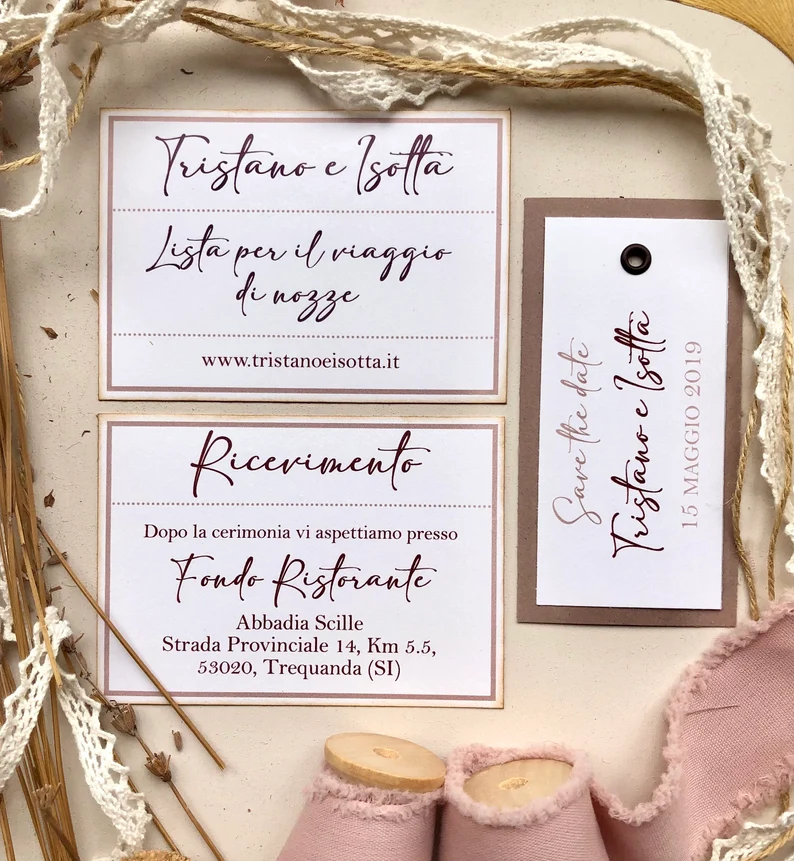 Tristano e Isotta
Lista per il viaggio
di nozze
www.tristanoeisotta.it
Ricevimento
Dopo la cerimonia vi aspettiamo presso
Fondo Ristorante
Abbadia Scille
Strada Provinciale 14, Km 5.5,
53020, Trequanda (SI)
Save the date
Tristano e Isotta
15 MAGGIO 2019